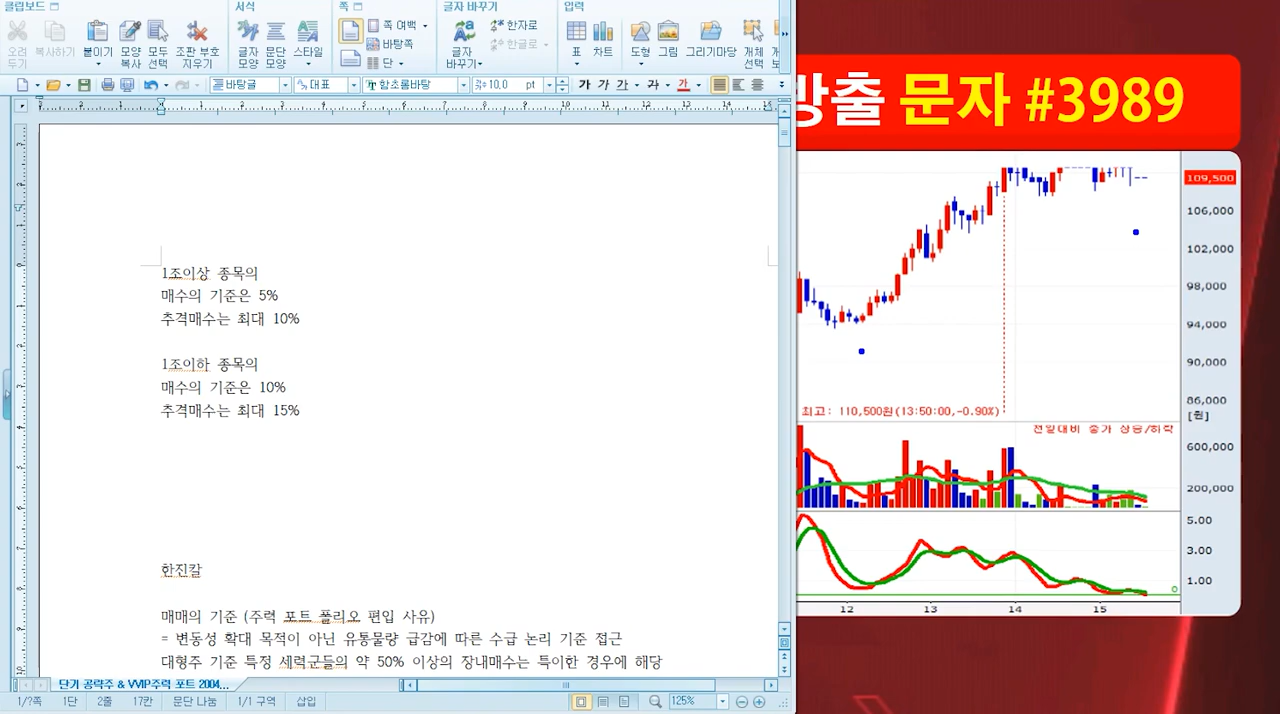 클립보드
서식
쪽
글자 바꾸기
입력
오려두기
복사하기
붙이기
모양 복사
모두 선택
조판 부호 지우기
글자 모양
문단 모양
스타일
쪽 여백
바탕쪽
단
글자 바꾸기
한자로
한글로
표
차트
도형
그림
그리기마당
개체 선택
바탕글
대표
함초롬바탕
10.0 pt
가 가 가 가 가
1조이상 종목의
매수의 기준은 5%
추격매수는 최대 10%
1조이하 종목의
매수의 기준은 10%
추격매수는 최대 15%
한진칼
매매의 기준 (주력 포트 폴리오 편입 사유)
= 변동성 확대 목적이 아닌 유통물량 급감에 따른 수급 논리 기준 접근
대형주 기준 특정 세력군들의 약 50% 이상의 장내매수는 특이한 경우에 해당
단기 공략주 & VVIP주력 포트 2004...
1/?쪽 1단 2줄 17칸 문단 나눔 1/1 구역 삽입
125%
방출 문자 #3989
109,500
106,000
102,000
98,000
94,000
90,000
86,000
[원]
최고: 110,500원(13:50:00,-0.90%)
전일대비 종가 상승/하락
600,000
200,000
5.00
3.00
1.00
0
12 13 14 15